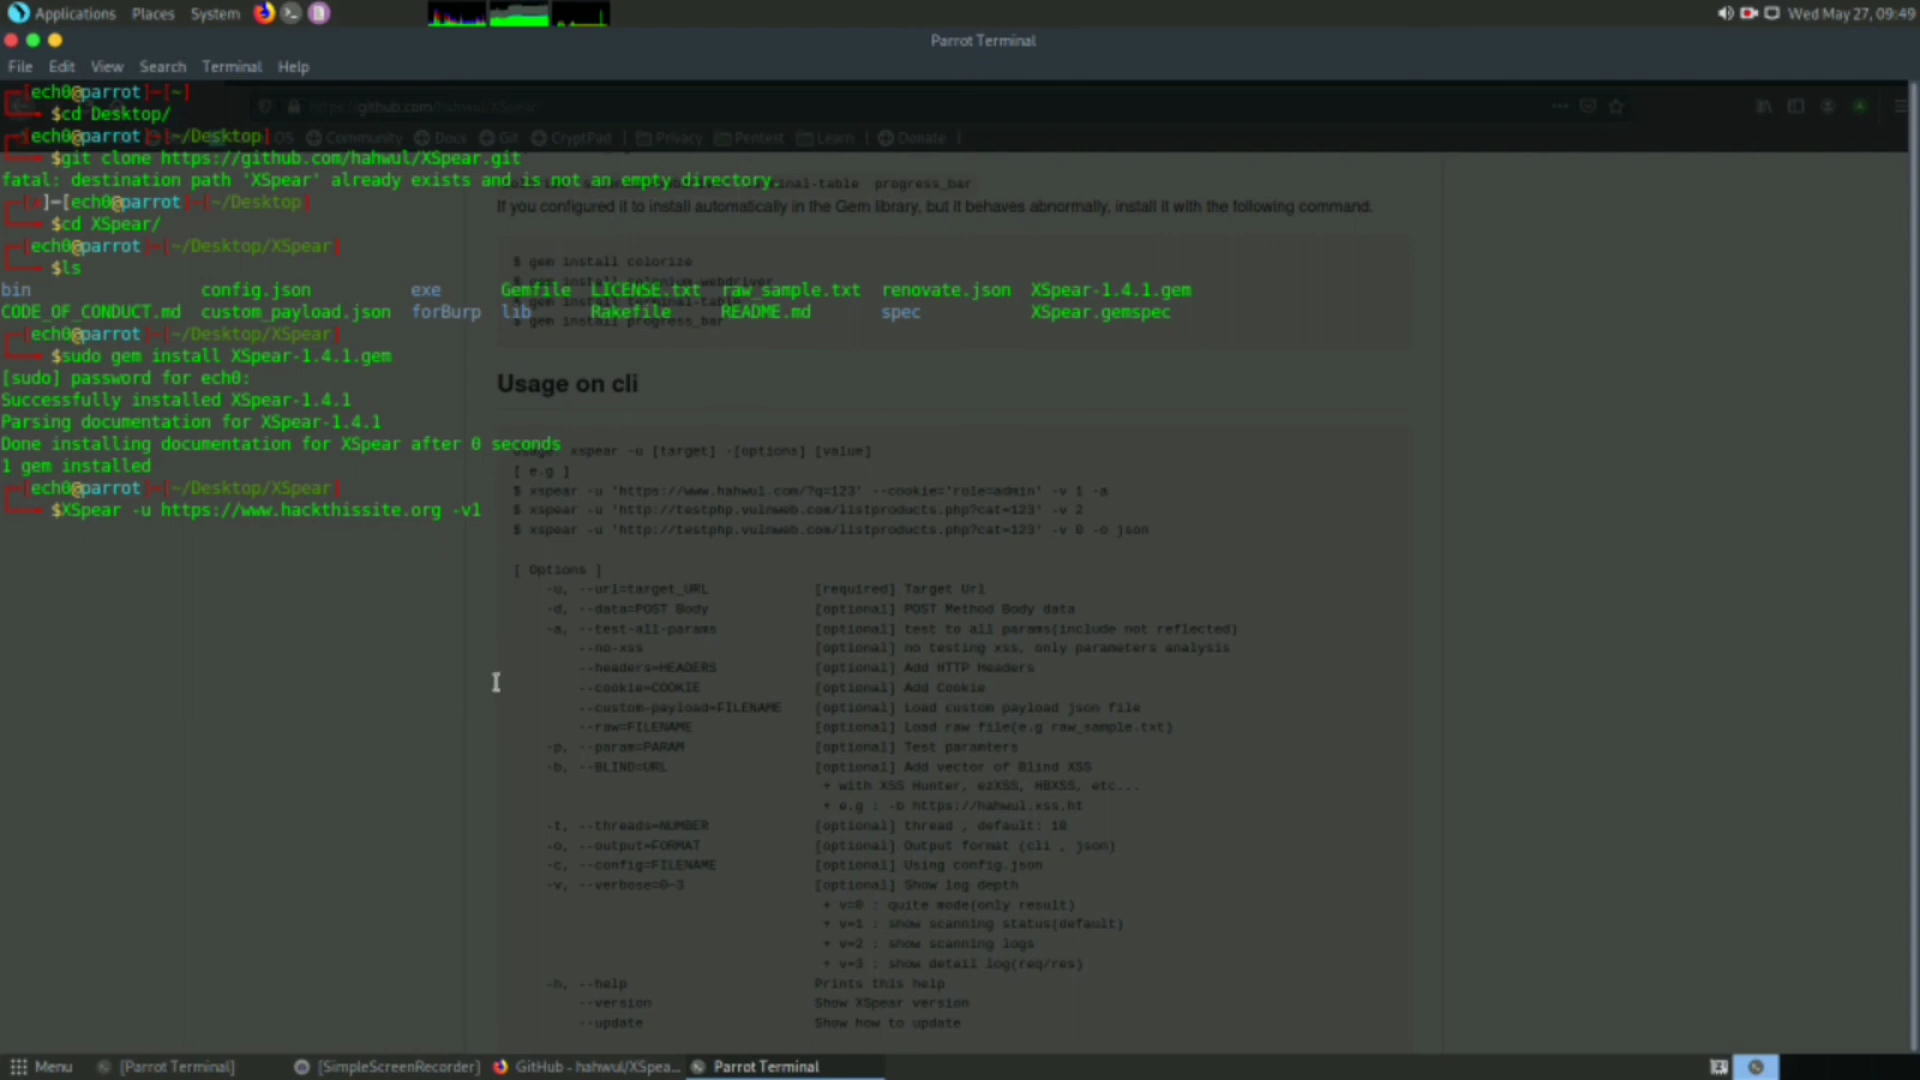 Applications Places System Wed May 27, 09:49
Parrot Terminal
File Edit View Search Terminal Help
[ech0@parrot]-[~]
$cd Desktop/
https://github.com/hahwul/XSpear
[ech0@parrot]-[~/Desktop]
OS Community Docs Git CryptPad Privacy Pentest Learn Donate
$git clone https://github.com/hahwul/XSpear.git
fatal: destination path 'XSpear' already exists and is not an empty directory.
progress_bar
[x]-[ech0@parrot]-[~/Desktop]
If you configured it to install automatically in the Gem library, but it behaves abnormally, install it with the following command.
$cd XSpear/
[ech0@parrot]-[~/Desktop/XSpear]
$ls
$ gem install colorize
$ gem install selenium-webdriver
bin config.json exe Gemfile LICENSE.txt raw_sample.txt renovate.json XSpear-1.4.1.gem
$ gem install terminal-table
CODE_OF_CONDUCT.md custom_payload.json forBurp lib Rakefile README.md spec XSpear.gemspec
$ gem install progress_bar
[ech0@parrot]-[~/Desktop/XSpear]
$sudo gem install XSpear-1.4.1.gem
[sudo] password for ech0:
Successfully installed XSpear-1.4.1
Parsing documentation for XSpear-1.4.1
Done installing documentation for XSpear after 0 seconds
1 gem installed
[ech0@parrot]-[~/Desktop/XSpear]
$XSpear -u https://www.hackthissite.org -v1
Usage on cli
Usage: xspear -u [target] -[options] [value]
[ e.g ]
$ xspear -u 'https://www.hahwul.com/?q=123' --cookie='role=admin' -v 1 -a
$ xspear -u 'http://testphp.vulnweb.com/listproducts.php?cat=123' -v 2
$ xspear -u 'http://testphp.vulnweb.com/listproducts.php?cat=123' -v 0 -o json
[ Options ]
-u, --url=target_URL [required] Target Url
-d, --data=POST Body [optional] POST Method Body data
-a, --test-all-params [optional] test to all params(include not reflected)
--no-xss [optional] no testing xss, only parameters analysis
--headers=HEADERS [optional] Add HTTP Headers
--cookie=COOKIE [optional] Add Cookie
--custom-payload=FILENAME [optional] Load custom payload json file
--raw=FILENAME [optional] Load raw file(e.g raw_sample.txt)
-p, --param=PARAM [optional] Test paramters
-b, --BLIND=URL [optional] Add vector of Blind XSS
+ with XSS Hunter, ezXSS, HBXSS, etc...
+ e.g : -b https://hahwul.xss.ht
-t, --threads=NUMBER [optional] thread , default: 10
-o, --output=FORMAT [optional] Output format (cli , json)
-c, --config=FILENAME [optional] Using config.json
-v, --verbose=0~3 [optional] Show log depth
+ v=0 : quite mode(only result)
+ v=1 : show scanning status(default)
+ v=2 : show scanning logs
+ v=3 : show detail log(req/res)
-h, --help Prints this help
--version Show XSpear version
--update Show how to update
Menu [Parrot Terminal] [SimpleScreenRecorder] GitHub - hahwul/XSpea... Parrot Terminal